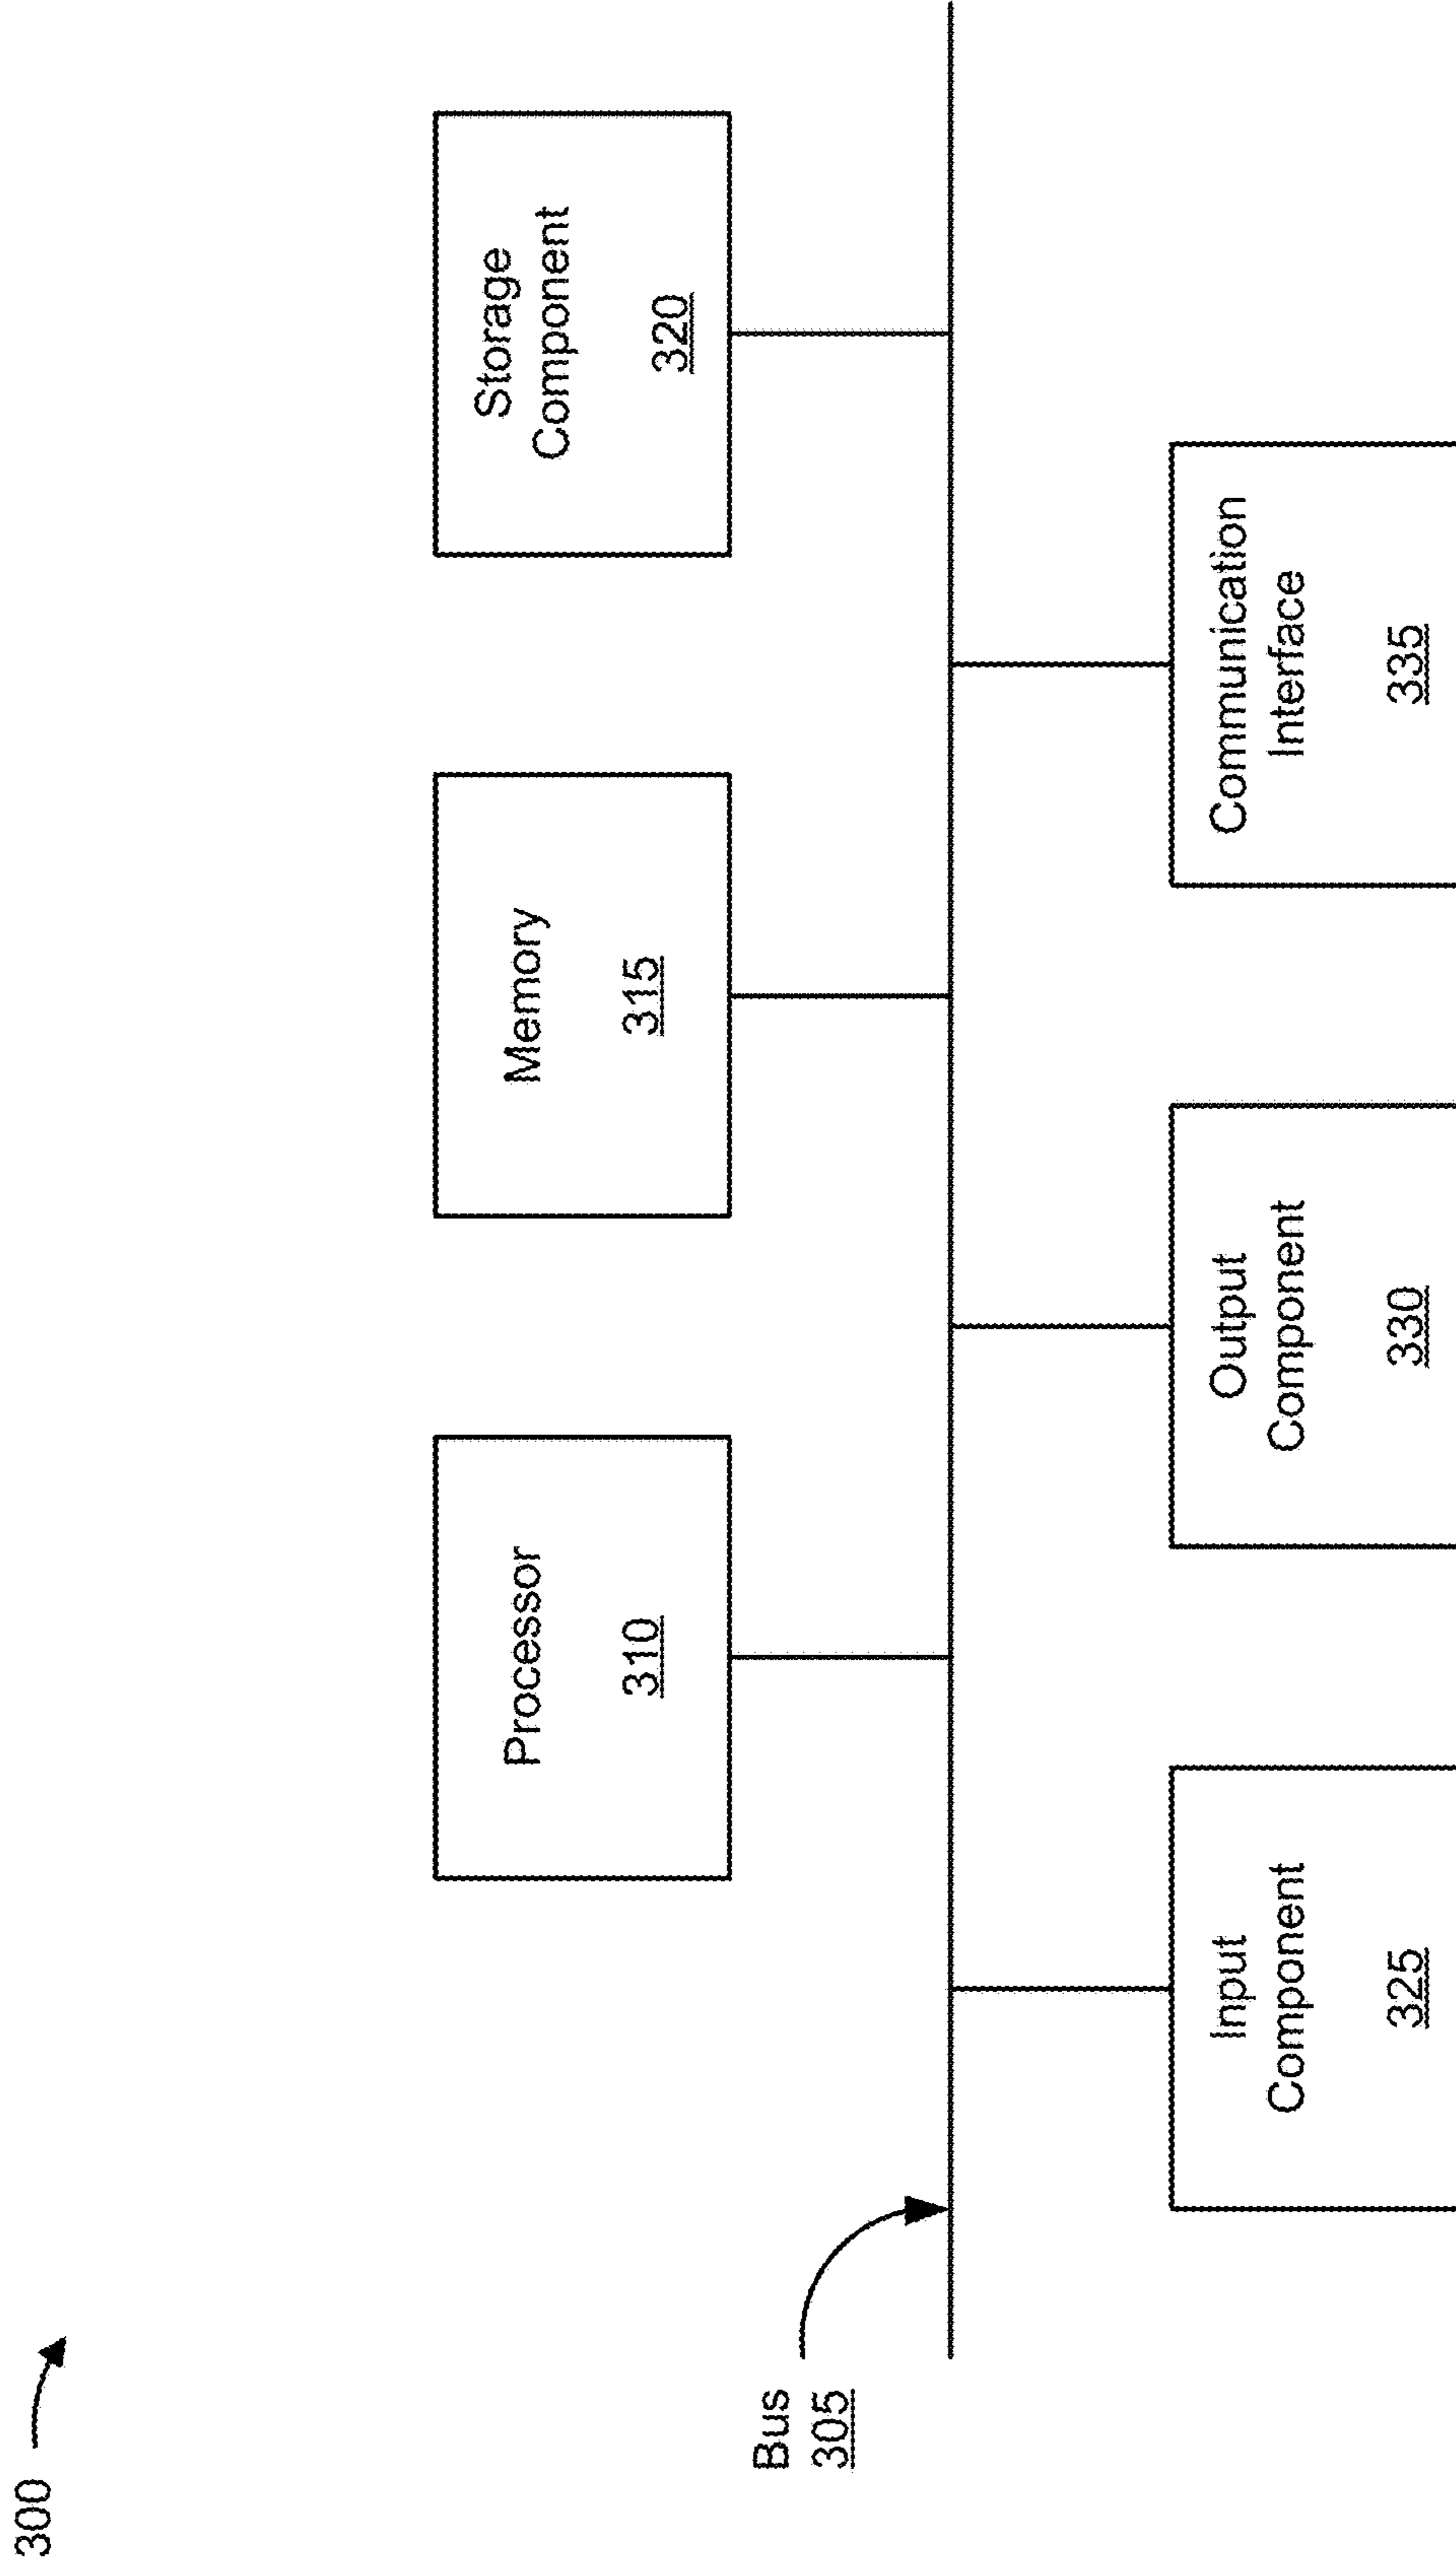 300
Processor
310
Memory
315
Storage
Component
320
Bus
305
Input
Component
325
Output
Component
330
Communication
Interface
335